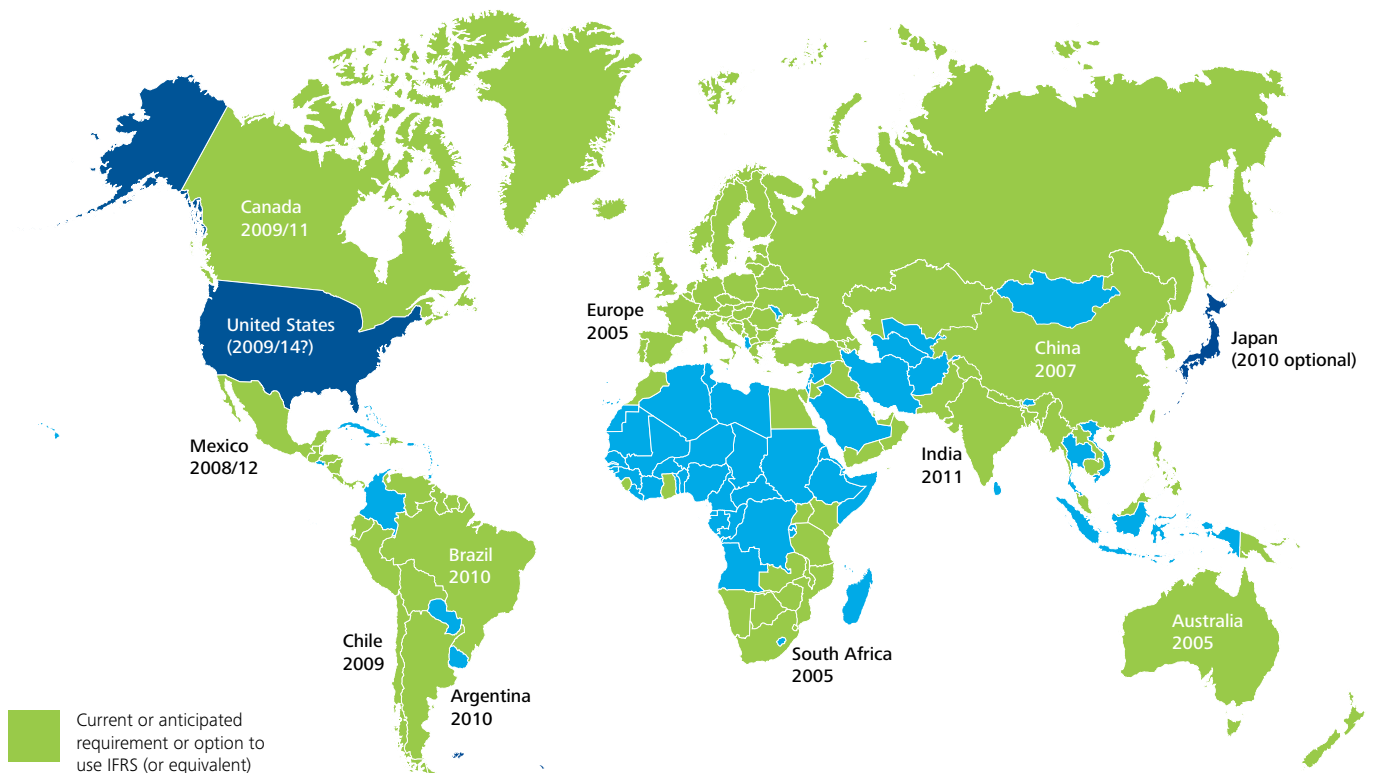 Canada
2009/11
United States
(2009/14?)
Mexico
2008/12
Brazil
2010
Chile
2009
Argentina
2010
Europe
2005
South Africa
2005
India
2011
China
2007
Japan
(2010 optional)
Australia
2005
Current or anticipated
requirement or option to
use IFRS (or equivalent)